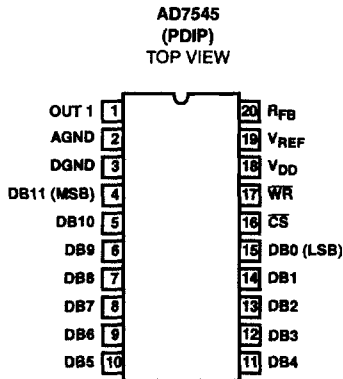 AD7545
(PDIP)
TOP VIEW
OUT 1 1 20 RFB
AGND 2 19 VREF
DGND 3 18 VDD
DB11 (MSB) 4 17 W̅R̅
DB10 5 16 C̅S̅
DB9 6 15 DB0 (LSB)
DB8 7 14 DB1
DB7 8 13 DB2
DB6 9 12 DB3
DB5 10 11 DB4